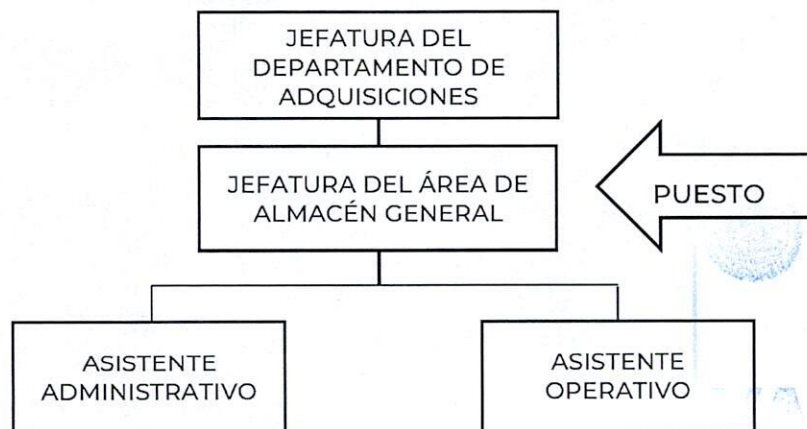 JEFATURA DEL
DEPARTAMENTO DE
ADQUISICIONES
JEFATURA DEL ÁREA DE
ALMACÉN GENERAL
PUESTO
ASISTENTE
ADMINISTRATIVO
ASISTENTE
OPERATIVO